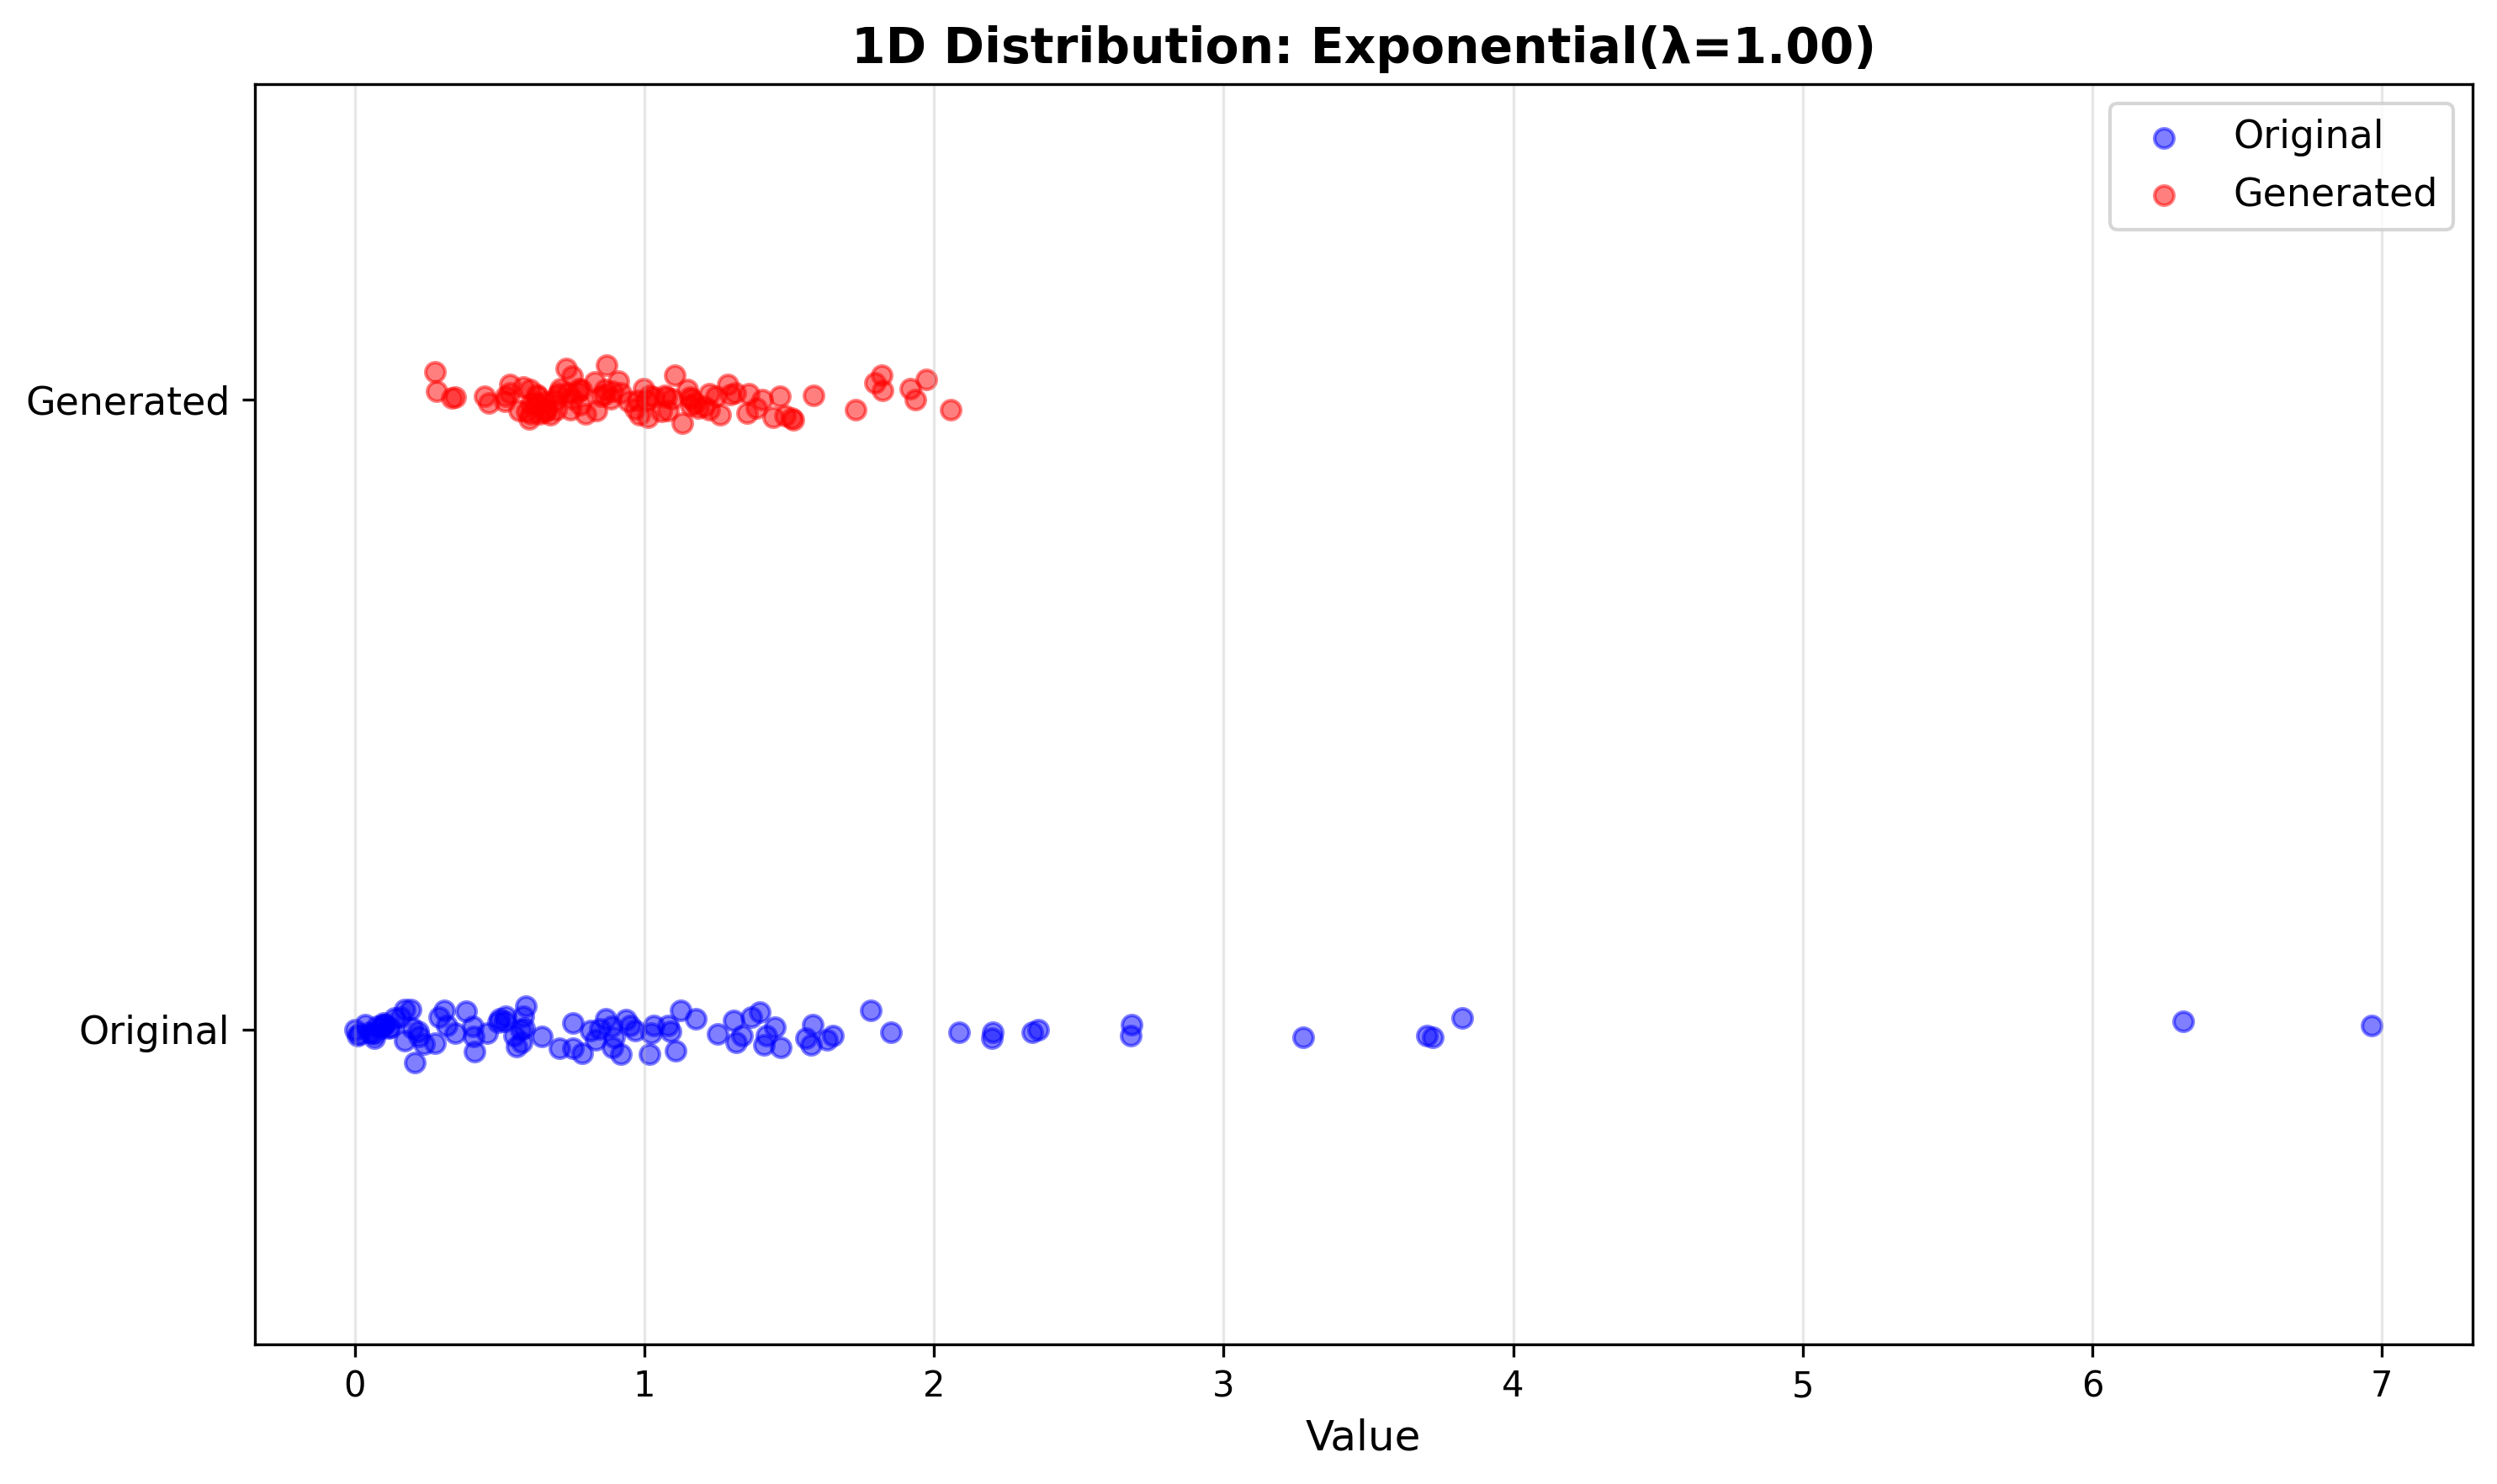 1D Distribution: Exponential(λ=1.00)
Original
Generated
Generated
Original
0 1 2 3 4 5 6 7
Value